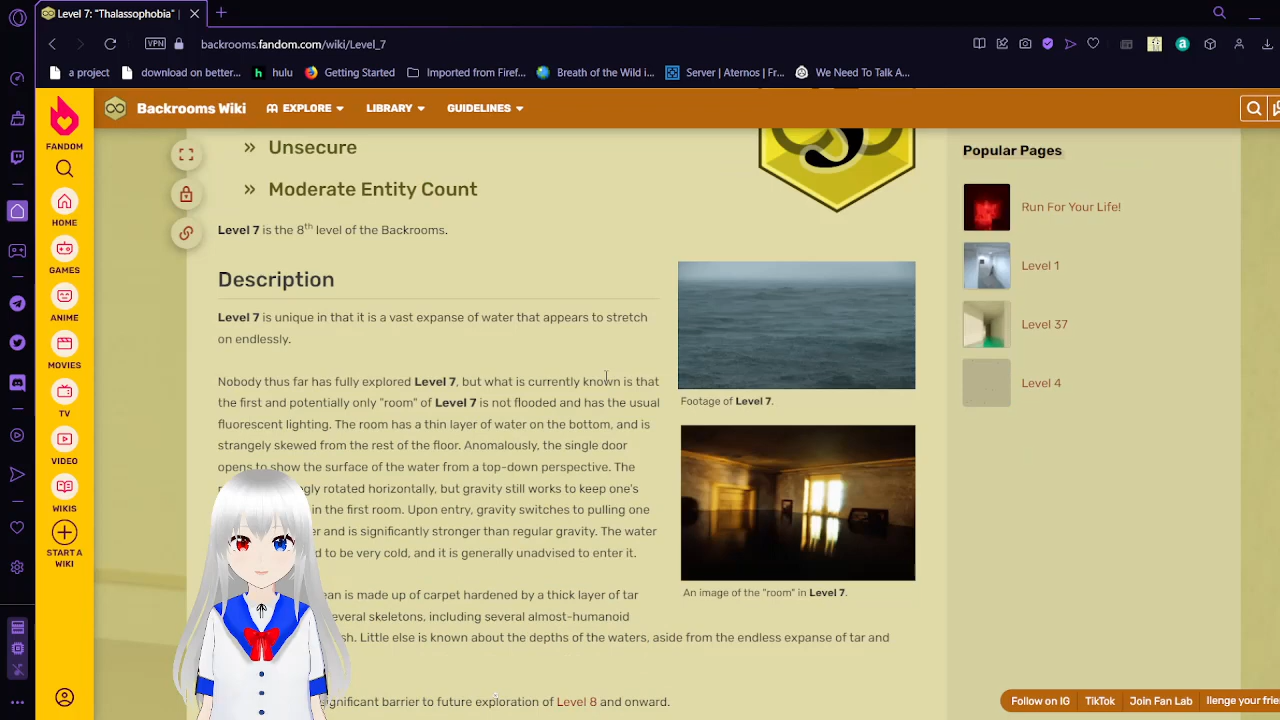 Level 7: "Thalassophobia"
VPN
backrooms.fandom.com/wiki/Level_7
a project
download on better...
hulu
Getting Started
Imported from Firef...
Breath of the Wild i...
Server | Aternos | Fr...
We Need To Talk A...
FANDOM
HOME
GAMES
ANIME
MOVIES
TV
VIDEO
WIKIS
START A
WIKI
Backrooms Wiki
EXPLORE
LIBRARY
GUIDELINES
» Unsecure
» Moderate Entity Count
Level 7 is the 8th level of the Backrooms.
Description
Level 7 is unique in that it is a vast expanse of water that appears to stretch
on endlessly.
Nobody thus far has fully explored Level 7, but what is currently known is that
the first and potentially only "room" of Level 7 is not flooded and has the usual
fluorescent lighting. The room has a thin layer of water on the bottom, and is
strangely skewed from the rest of the floor. Anomalously, the single door
opens to show the surface of the water from a top-down perspective. The
rotated horizontally, but gravity still works to keep one's
in the first room. Upon entry, gravity switches to pulling one
and is significantly stronger than regular gravity. The water
to be very cold, and it is generally unadvised to enter it.
is made up of carpet hardened by a thick layer of tar
several skeletons, including several almost-humanoid
Little else is known about the depths of the waters, aside from the endless expanse of tar and
significant barrier to future exploration of Level 8 and onward.
Footage of Level 7.
An image of the "room" in Level 7.
Popular Pages
Run For Your Life!
Level 1
Level 37
Level 4
Follow on IG
TikTok
Join Fan Lab